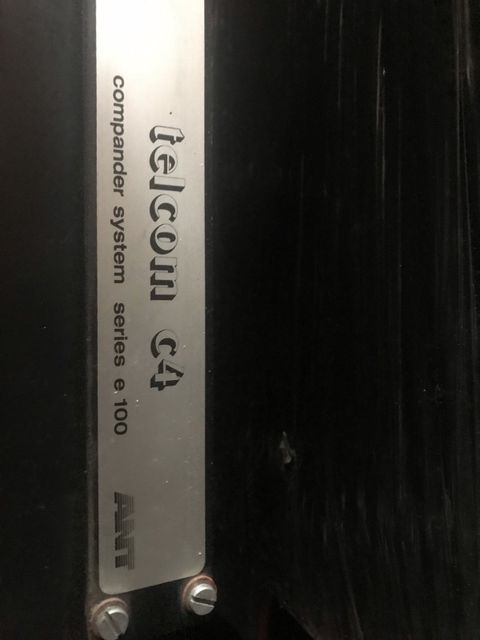 telcom c4
compander system series e 100
ANT